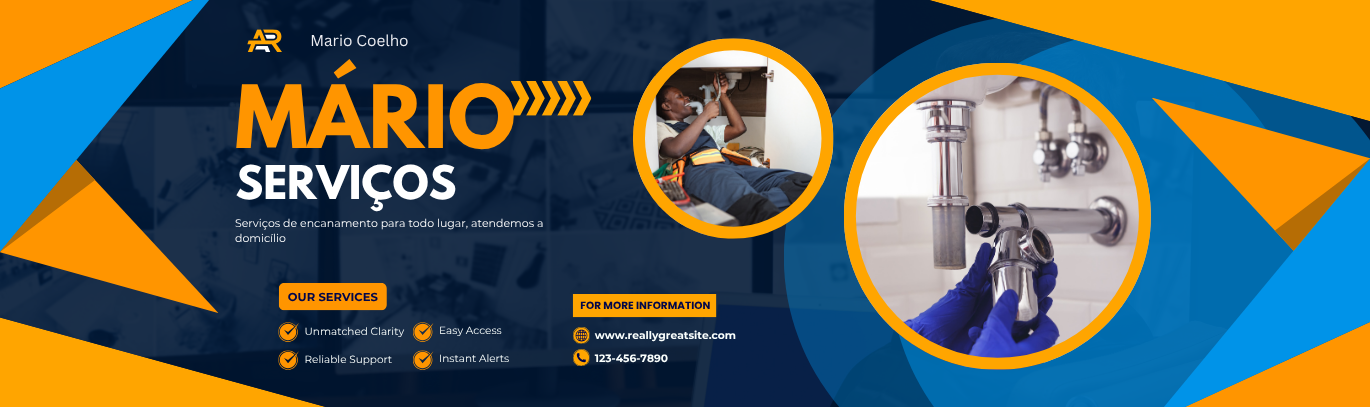 AR
Mario Coelho
MÁRIO
SERVIÇOS
Serviços de encanamento para todo lugar, atendemos a
domicílio
OUR SERVICES
Unmatched Clarity
Easy Access
Reliable Support
Instant Alerts
FOR MORE INFORMATION
www.reallygreatsite.com
123-456-7890